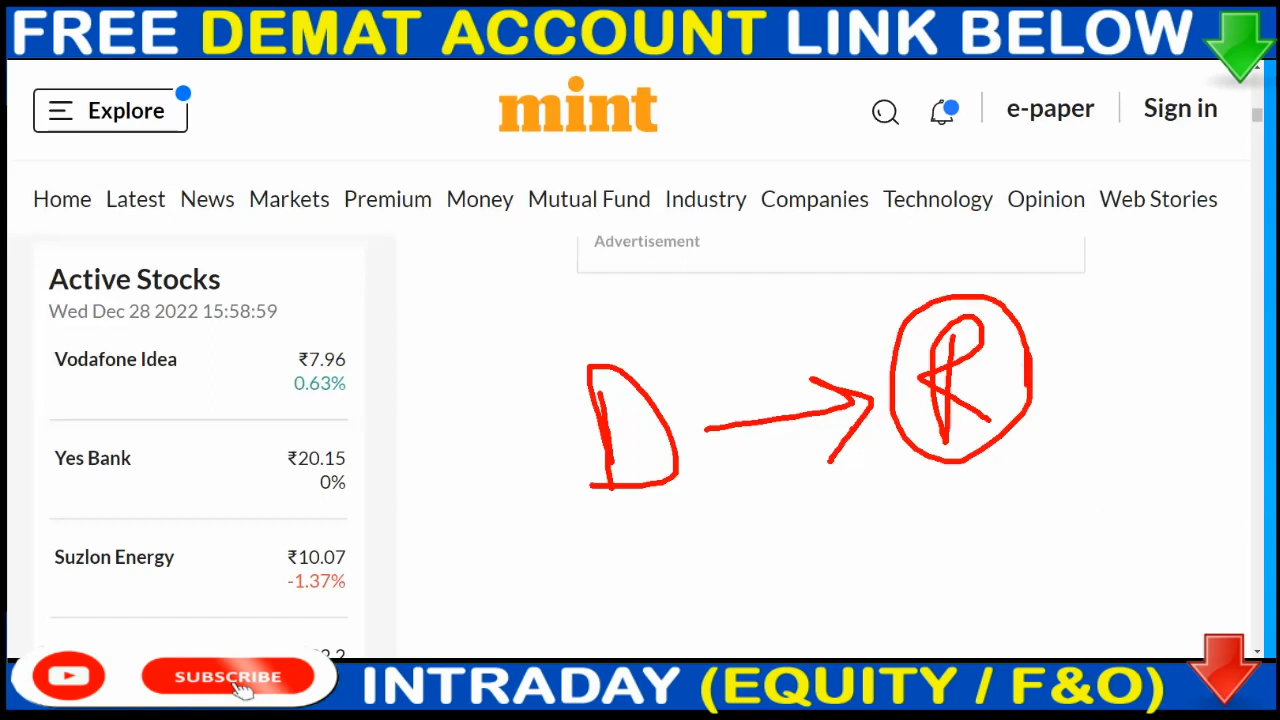 FREE DEMAT ACCOUNT LINK BELOW
Explore
mint
e-paper
Sign in
Home Latest News Markets Premium Money Mutual Fund Industry Companies Technology Opinion Web Stories
Advertisement
Active Stocks
Wed Dec 28 2022 15:58:59
Vodafone Idea ₹7.96
0.63%
D → R
Yes Bank ₹20.15
0%
Suzlon Energy ₹10.07
-1.37%
SUBSCRIBE
INTRADAY (EQUITY / F&O)